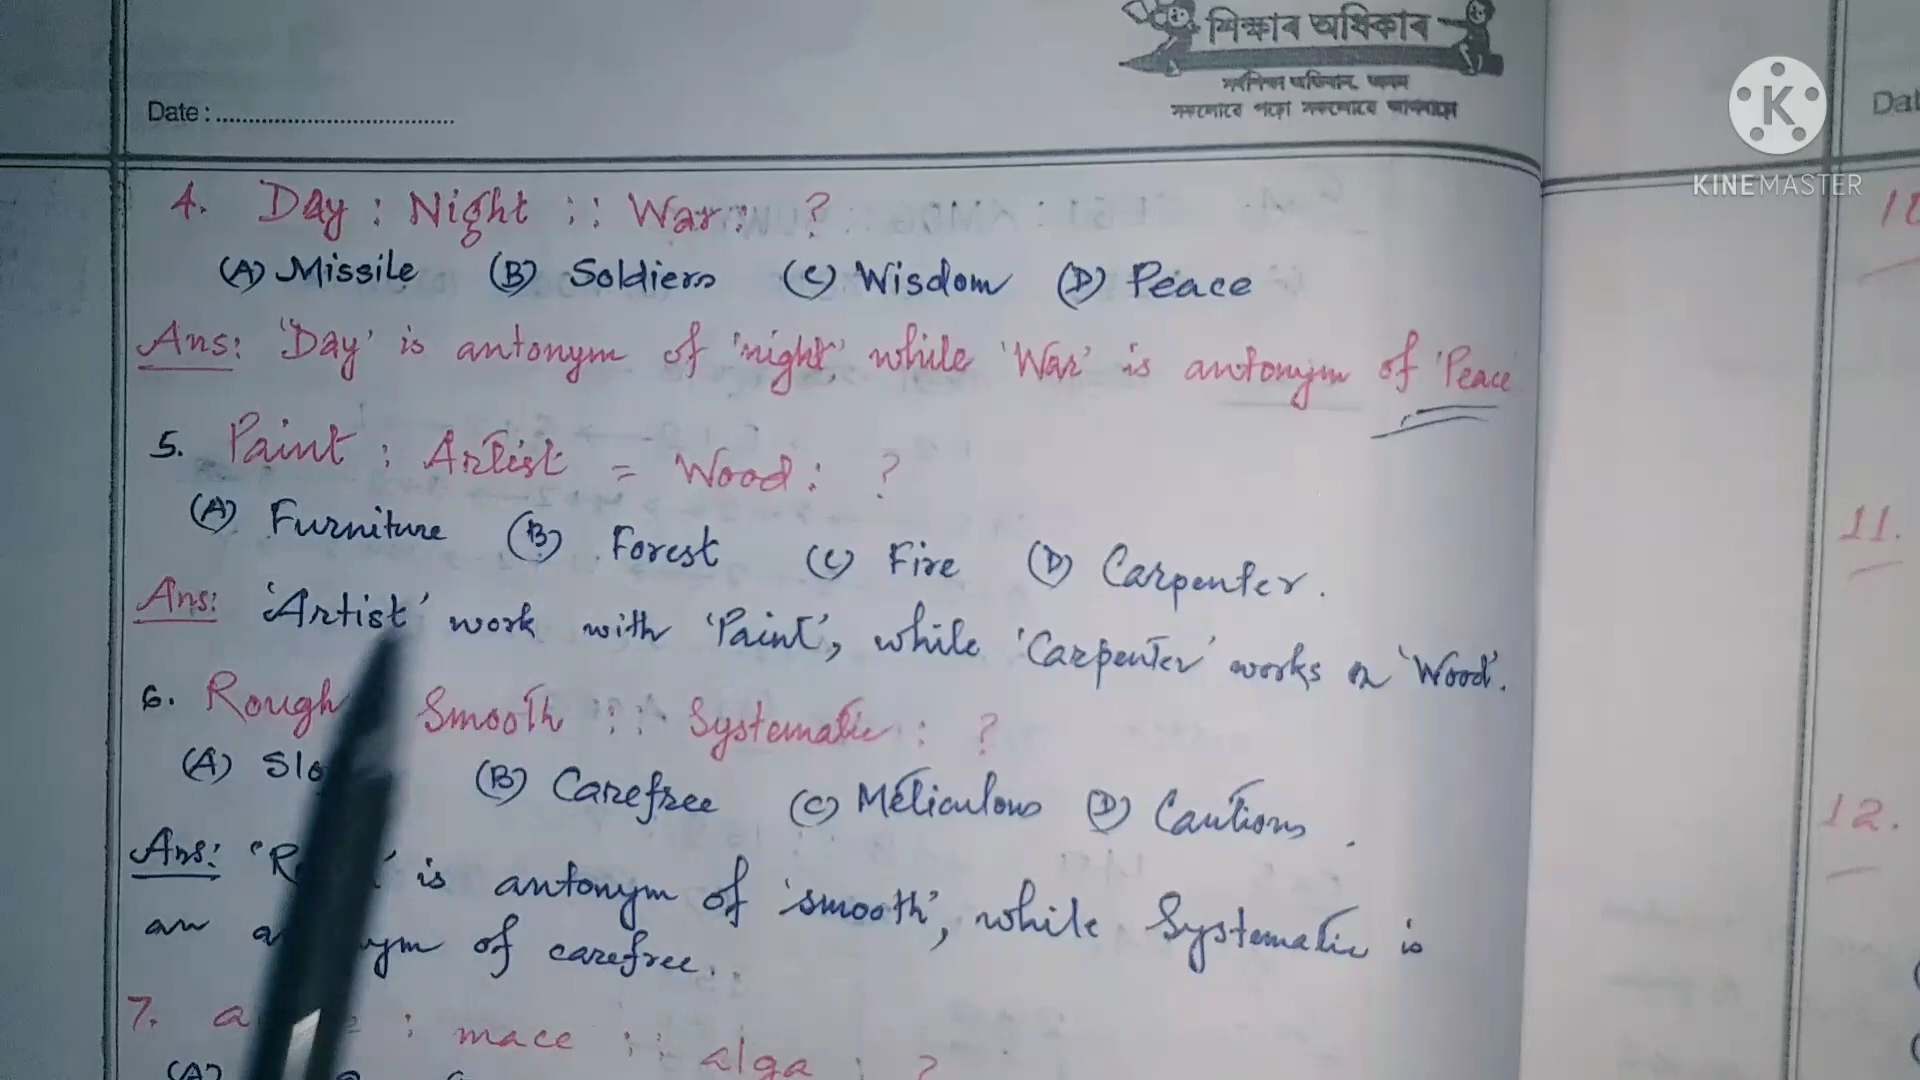 শিক্ষাৰ অধিকাৰ
Date :
K
KINEMASTER
Dat
4. Day : Night :: War : ?
(A) Missile (B) Soldiers (C) Wisdom (D) Peace
Ans: 'Day' is antonym of 'night', while 'War' is antonym of 'Peace
5. Paint : Artist = Wood : ?
(A) Furniture (B) Forest (C) Fire (D) Carpenter.
Ans: 'Artist' work with 'Paint', while 'Carpenter' works on 'Wood'.
6. Rough Smooth :: Systematic : ?
(A) (B) Carefree (C) Meticulous (D) Cautions.
Ans: is antonym of 'smooth', while Systematic is
an of carefree.
7. : mace :: alga : ?
(A)
11.
12.